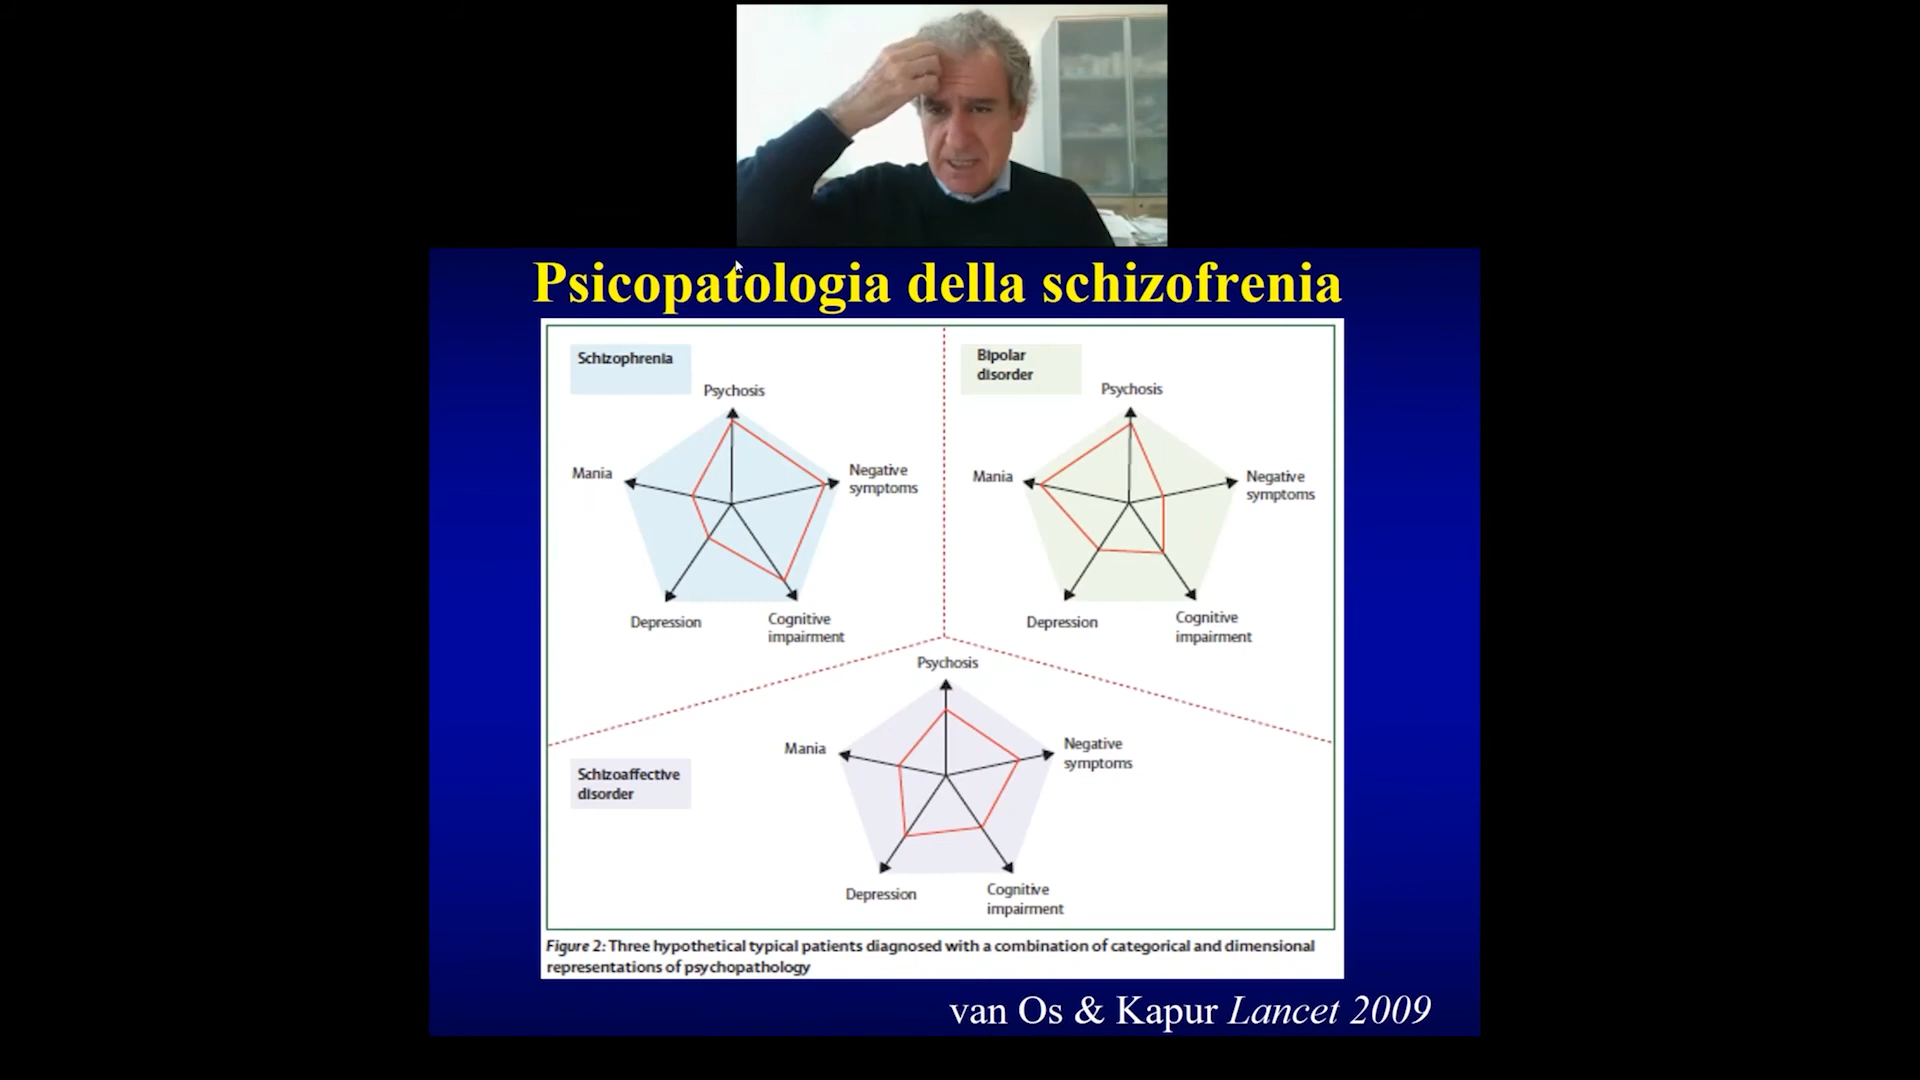 Psicopatologia della schizofrenia
Schizophrenia
Psychosis
Mania
Negative
symptoms
Depression
Cognitive
impairment
Bipolar
disorder
Psychosis
Mania
Negative
symptoms
Depression
Cognitive
impairment
Schizoaffective
disorder
Psychosis
Mania
Negative
symptoms
Depression
Cognitive
impairment
Figure 2: Three hypothetical typical patients diagnosed with a combination of categorical and dimensional
representations of psychopathology
van Os & Kapur Lancet 2009